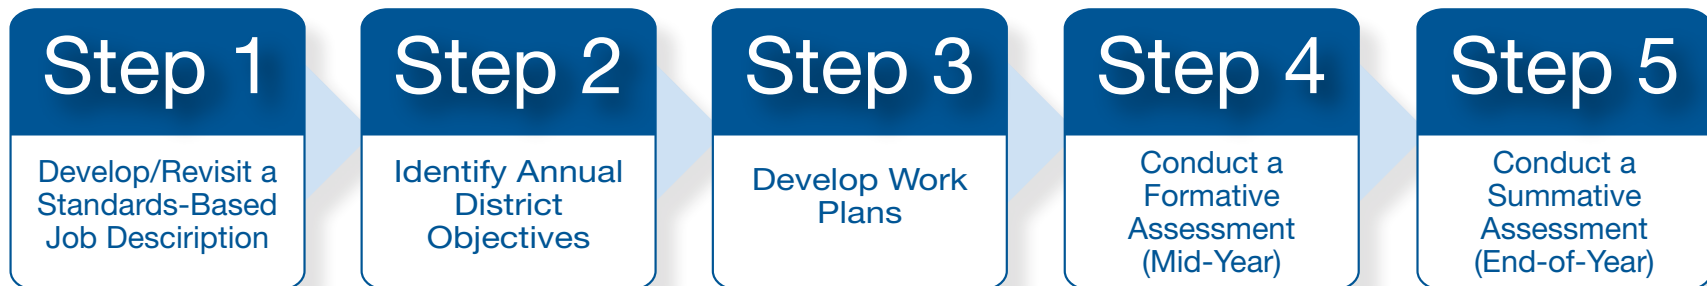 Step 1
Develop/Revisit a
Standards-Based
Job Desciription
Step 2
Identify Annual
District
Objectives
Step 3
Develop Work
Plans
Step 4
Conduct a
Formative
Assessment
(Mid-Year)
Step 5
Conduct a
Summative
Assessment
(End-of-Year)